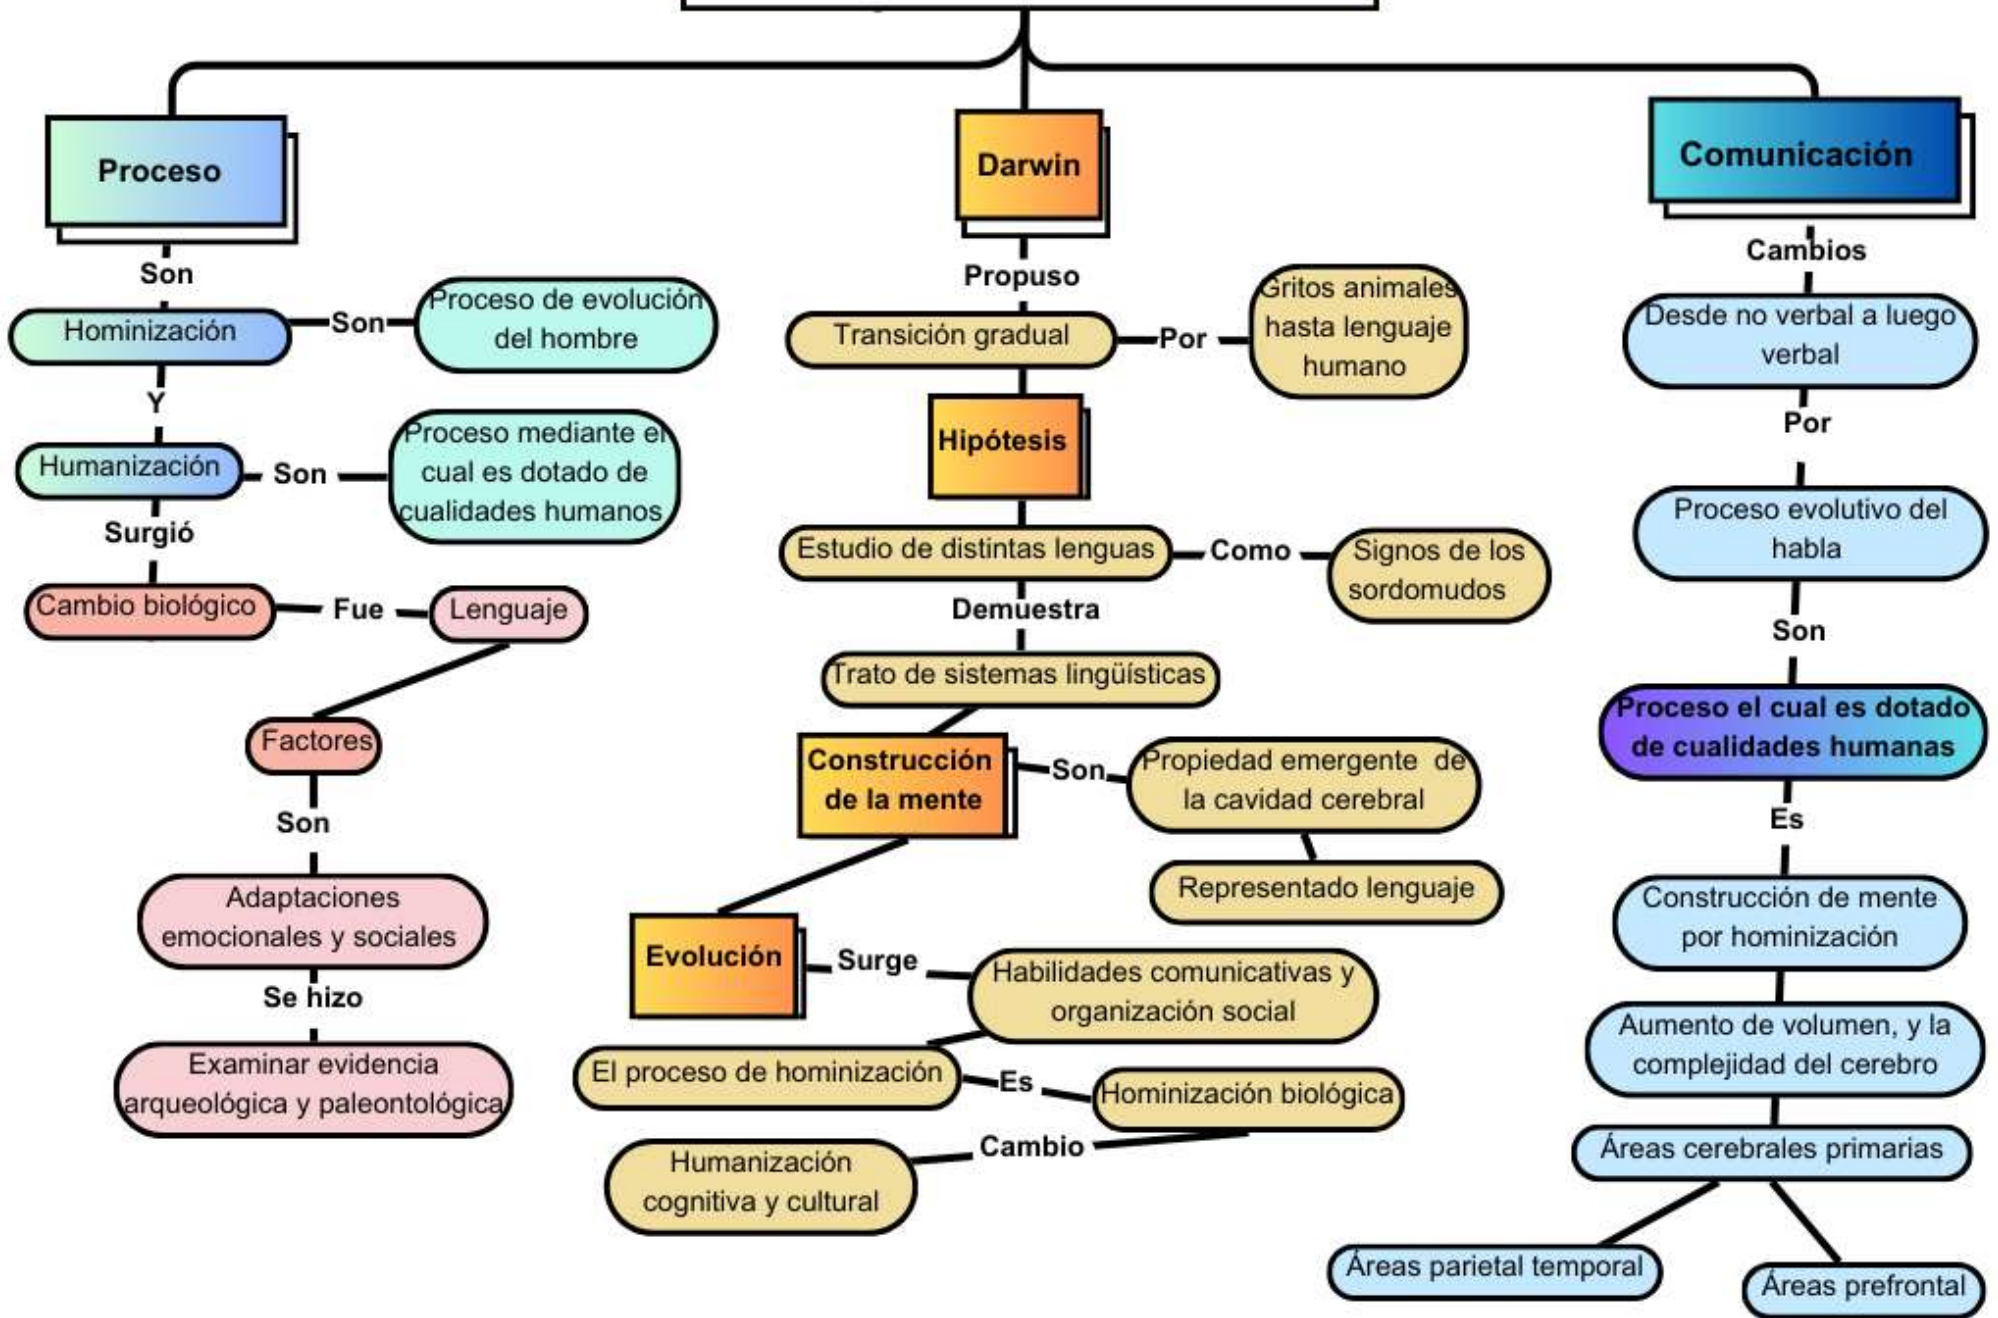 Proceso
Son
Hominización
Son
Proceso de evolución
del hombre
Y
Humanización
Son
Proceso mediante el
cual es dotado de
cualidades humanos
Surgió
Cambio biológico
Fue
Lenguaje
Factores
Son
Adaptaciones
emocionales y sociales
Se hizo
Examinar evidencia
arqueológica y paleontológica
Darwin
Propuso
Transición gradual
Por
Gritos animales
hasta lenguaje
humano
Hipótesis
Estudio de distintas lenguas
Como
Signos de los
sordomudos
Demuestra
Trato de sistemas lingüísticas
Construcción
de la mente
Son
Propiedad emergente de
la cavidad cerebral
Representado lenguaje
Evolución
Surge
Habilidades comunicativas y
organización social
El proceso de hominización
Es
Hominización biológica
Cambio
Humanización
cognitiva y cultural
Comunicación
Cambios
Desde no verbal a luego
verbal
Por
Proceso evolutivo del
habla
Son
Proceso el cual es dotado
de cualidades humanas
Es
Construcción de mente
por hominización
Aumento de volumen, y la
complejidad del cerebro
Áreas cerebrales primarias
Áreas parietal temporal
Áreas prefrontal